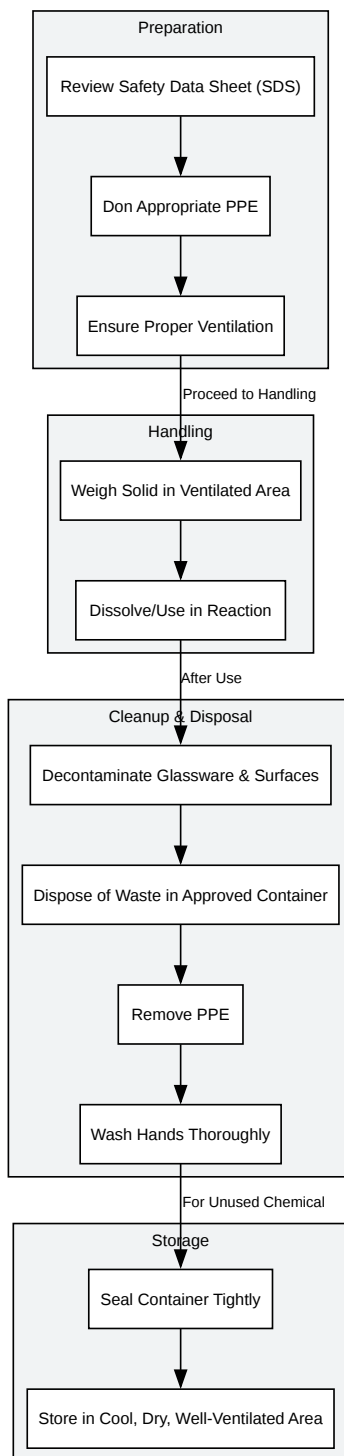 Preparation
Review Safety Data Sheet (SDS)
Don Appropriate PPE
Ensure Proper Ventilation
Proceed to Handling
Handling
Weigh Solid in Ventilated Area
Dissolve/Use in Reaction
After Use
Cleanup & Disposal
Decontaminate Glassware & Surfaces
Dispose of Waste in Approved Container
Remove PPE
Wash Hands Thoroughly
For Unused Chemical
Storage
Seal Container Tightly
Store in Cool, Dry, Well-Ventilated Area